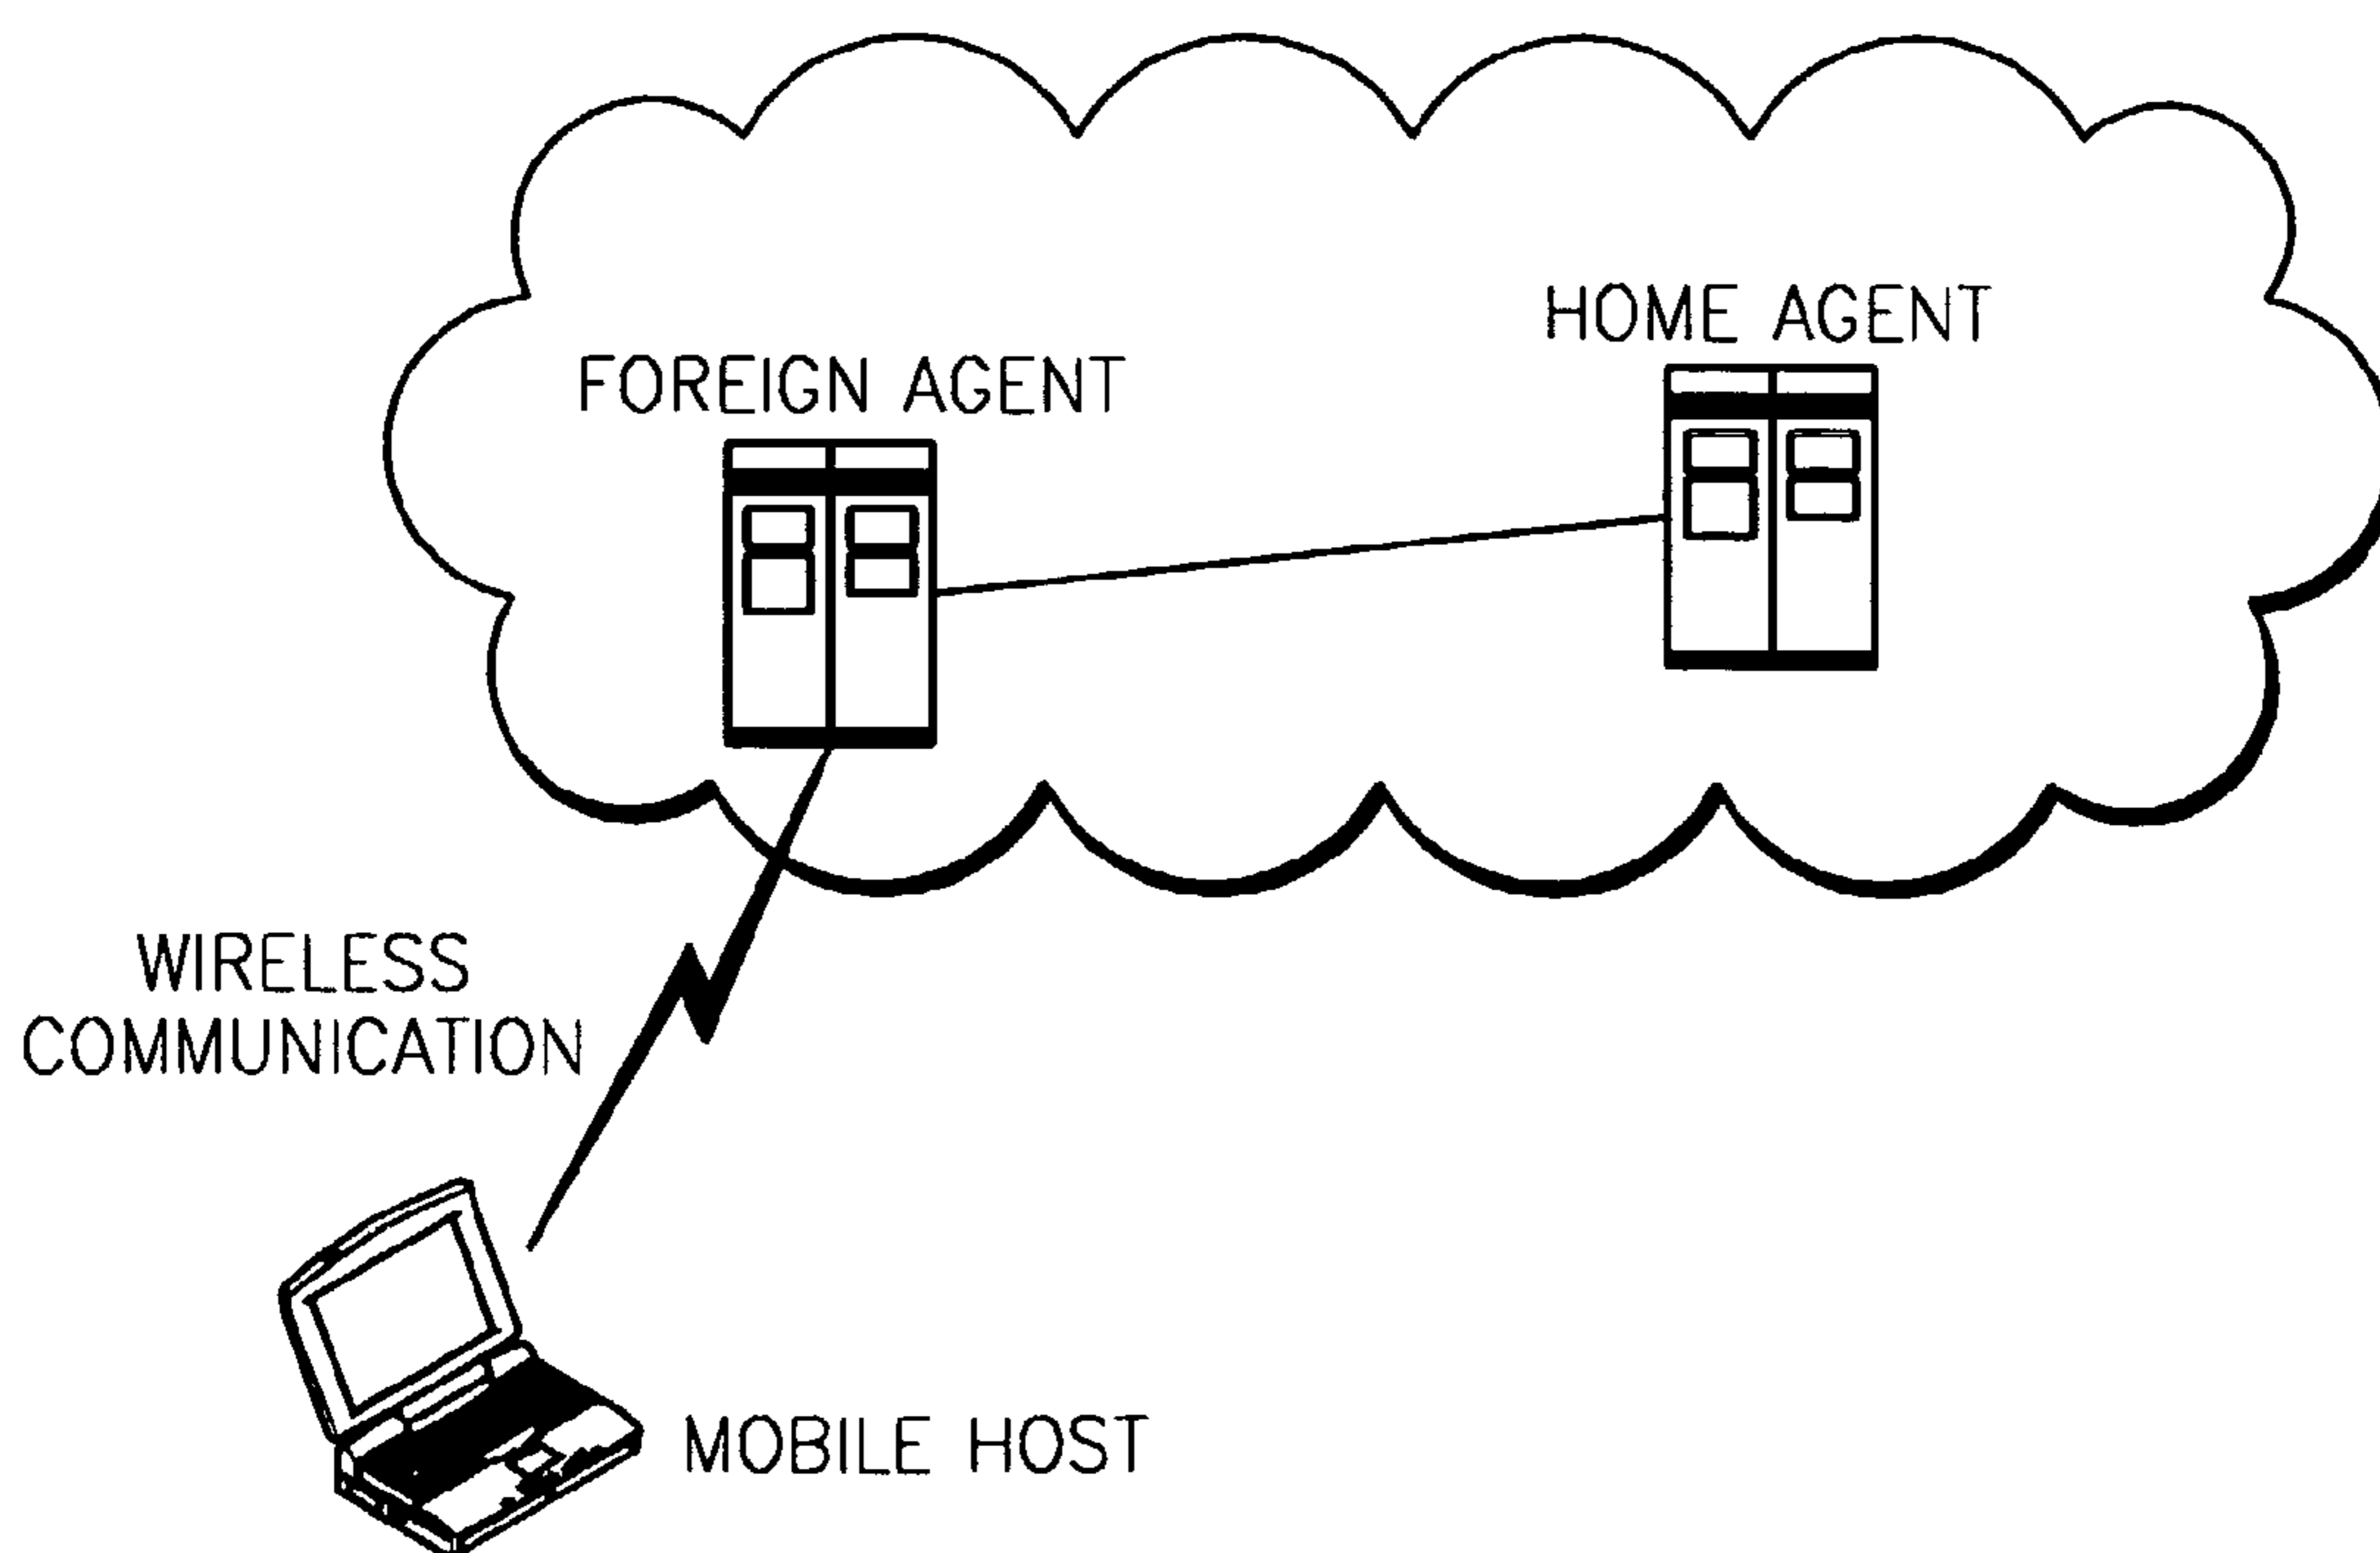 HOME AGENT
FOREIGN AGENT
WIRELESS
COMMUNICATION
MOBILE HOST